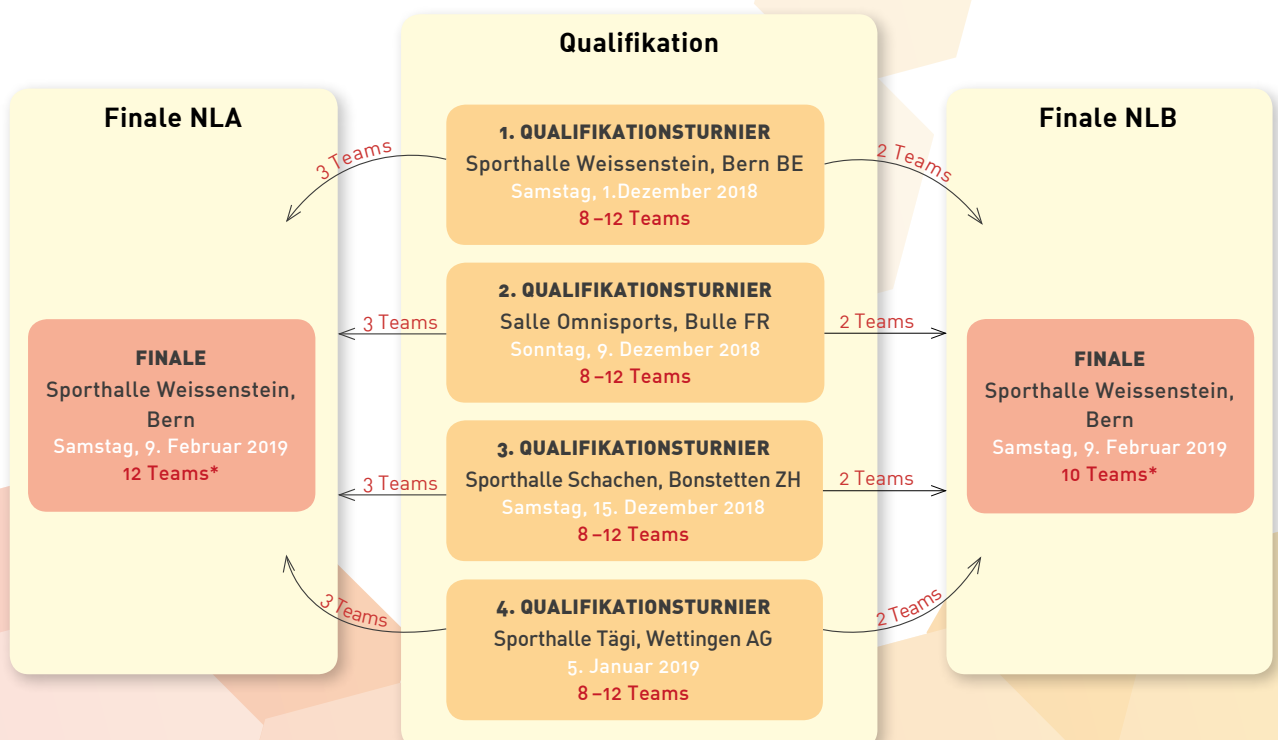 Qualifikation
Finale NLA
Finale NLB
1. QUALIFIKATIONSTURNIER
Sporthalle Weissenstein, Bern BE
Samstag, 1.Dezember 2018
8–12 Teams
3 Teams
2 Teams
2. QUALIFIKATIONSTURNIER
Salle Omnisports, Bulle FR
Sonntag, 9. Dezember 2018
8–12 Teams
3 Teams
2 Teams
FINALE
Sporthalle Weissenstein,
Bern
Samstag, 9. Februar 2019
12 Teams*
FINALE
Sporthalle Weissenstein,
Bern
Samstag, 9. Februar 2019
10 Teams*
3. QUALIFIKATIONSTURNIER
Sporthalle Schachen, Bonstetten ZH
Samstag, 15. Dezember 2018
8–12 Teams
3 Teams
2 Teams
4. QUALIFIKATIONSTURNIER
Sporthalle Tägi, Wettingen AG
5. Januar 2019
8–12 Teams
3 Teams
2 Teams